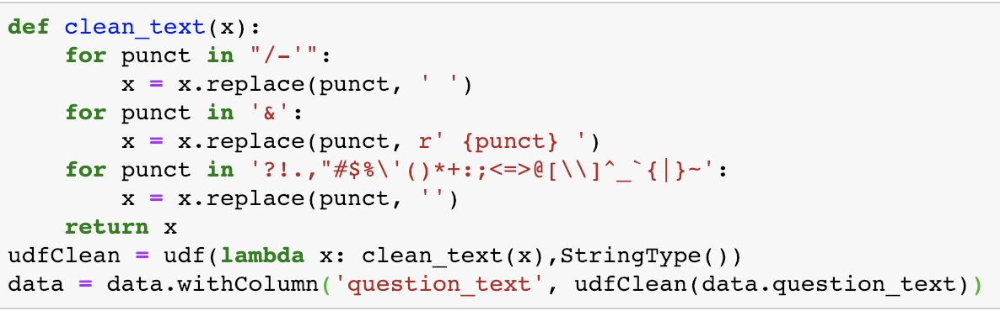 def clean_text(x):
    for punct in "/-'":
        x = x.replace(punct, ' ')
    for punct in '&':
        x = x.replace(punct, r' {punct} ')
    for punct in '?!.,"#$%\'()*+:;<=>@[\\]^_`{|}~':
        x = x.replace(punct, '')
    return x
udfClean = udf(lambda x: clean_text(x),StringType())
data = data.withColumn('question_text', udfClean(data.question_text))